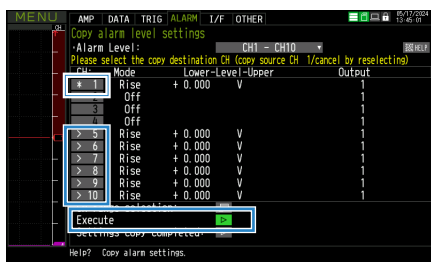 MENU AMP DATA TRIG ALARM I/F OTHER 05/17/2024 13:45:01
CH Copy alarm level settings
·Alarm Level: CH1 - CH10 ▼ HELP
Please select the copy destination CH (copy source CH 1/cancel by reselecting)
CH: Mode Lower-Level-Upper Output
* 1 Rise + 0.000 V 1
2 Off 1
3 Off 1
4 Off 1
> 5 Rise + 0.000 V 1
> 6 Rise + 0.000 V 1
> 7 Rise + 0.000 V 1
> 8 Rise + 0.000 V 1
> 9 Rise + 0.000 V 1
> 10 Rise + 0.000 V 1
selection:
Execute
Settings copy completed:
Help? Copy alarm settings.